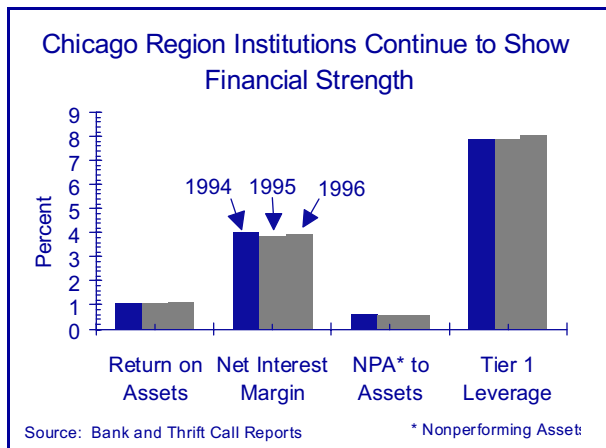 Chicago Region Institutions Continue to Show
Financial Strength
9
8
7
6
5
4
3
2
1
0
Percent
1994
1995
1996
Return on
Assets
Net Interest
Margin
NPA* to
Assets
Tier 1
Leverage
Source: Bank and Thrift Call Reports
* Nonperforming Assets